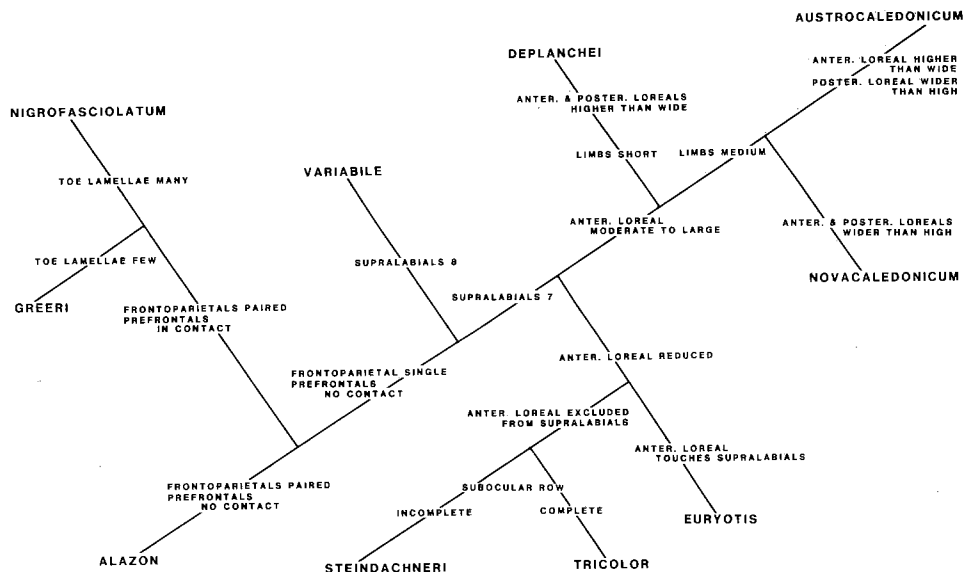 AUSTROCALEDONICUM
DEPLANCHEI
ANTER. LOREAL HIGHER
THAN WIDE
POSTER. LOREAL WIDER
THAN HIGH
ANTER. & POSTER. LOREALS
HIGHER THAN WIDE
NIGROFASCIOLATUM
LIMBS SHORT
LIMBS MEDIUM
VARIABILE
TOE LAMELLAE MANY
ANTER. LOREAL
MODERATE TO LARGE
ANTER. & POSTER. LOREALS
WIDER THAN HIGH
TOE LAMELLAE FEW
SUPRALABIALS 8
NOVACALEDONICUM
GREERI
SUPRALABIALS 7
FRONTOPARIETALS PAIRED
PREFRONTALS
IN CONTACT
ANTER. LOREAL REDUCED
FRONTOPARIETAL SINGLE
PREFRONTALS
NO CONTACT
ANTER. LOREAL EXCLUDED
FROM SUPRALABIALS
ANTER. LOREAL
TOUCHES SUPRALABIALS
FRONTOPARIETALS PAIRED
PREFRONTALS
NO CONTACT
SUBOCULAR ROW
INCOMPLETE
COMPLETE
EURYOTIS
ALAZON
STEINDACHNERI
TRICOLOR